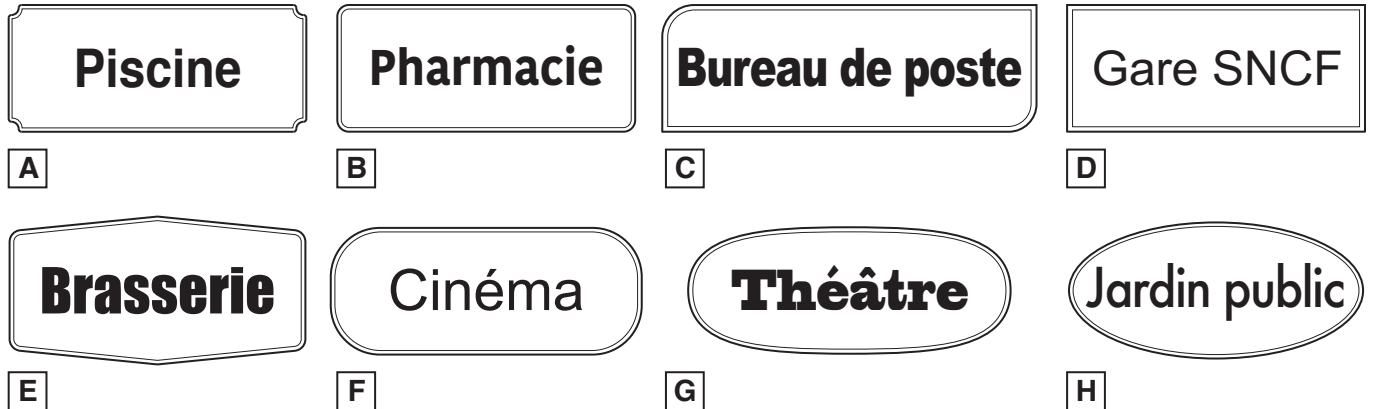 Piscine
Pharmacie
Bureau de poste
Gare SNCF
A
B
C
D
Brasserie
Cinéma
Théâtre
Jardin public
E
F
G
H